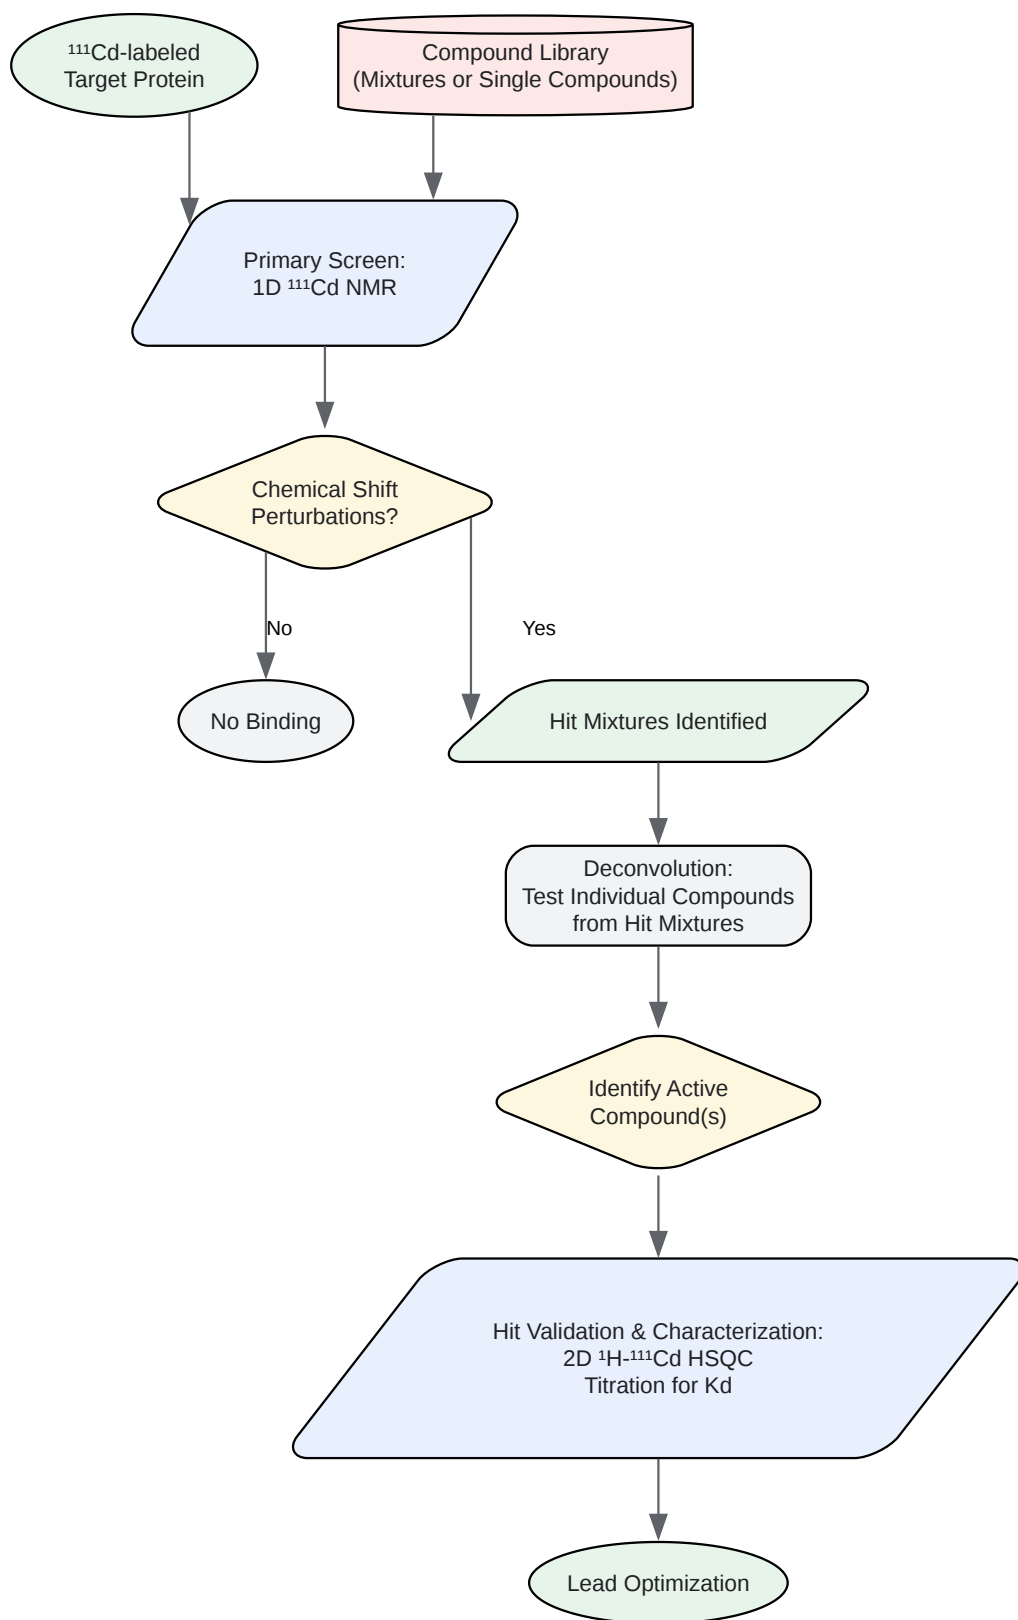 ¹¹¹Cd-labeled
Target Protein
Compound Library
(Mixtures or Single Compounds)
Primary Screen:
1D ¹¹¹Cd NMR
Chemical Shift
Perturbations?
No
Yes
No Binding
Hit Mixtures Identified
Deconvolution:
Test Individual Compounds
from Hit Mixtures
Identify Active
Compound(s)
Hit Validation & Characterization:
2D ¹H-¹¹¹Cd HSQC
Titration for Kd
Lead Optimization